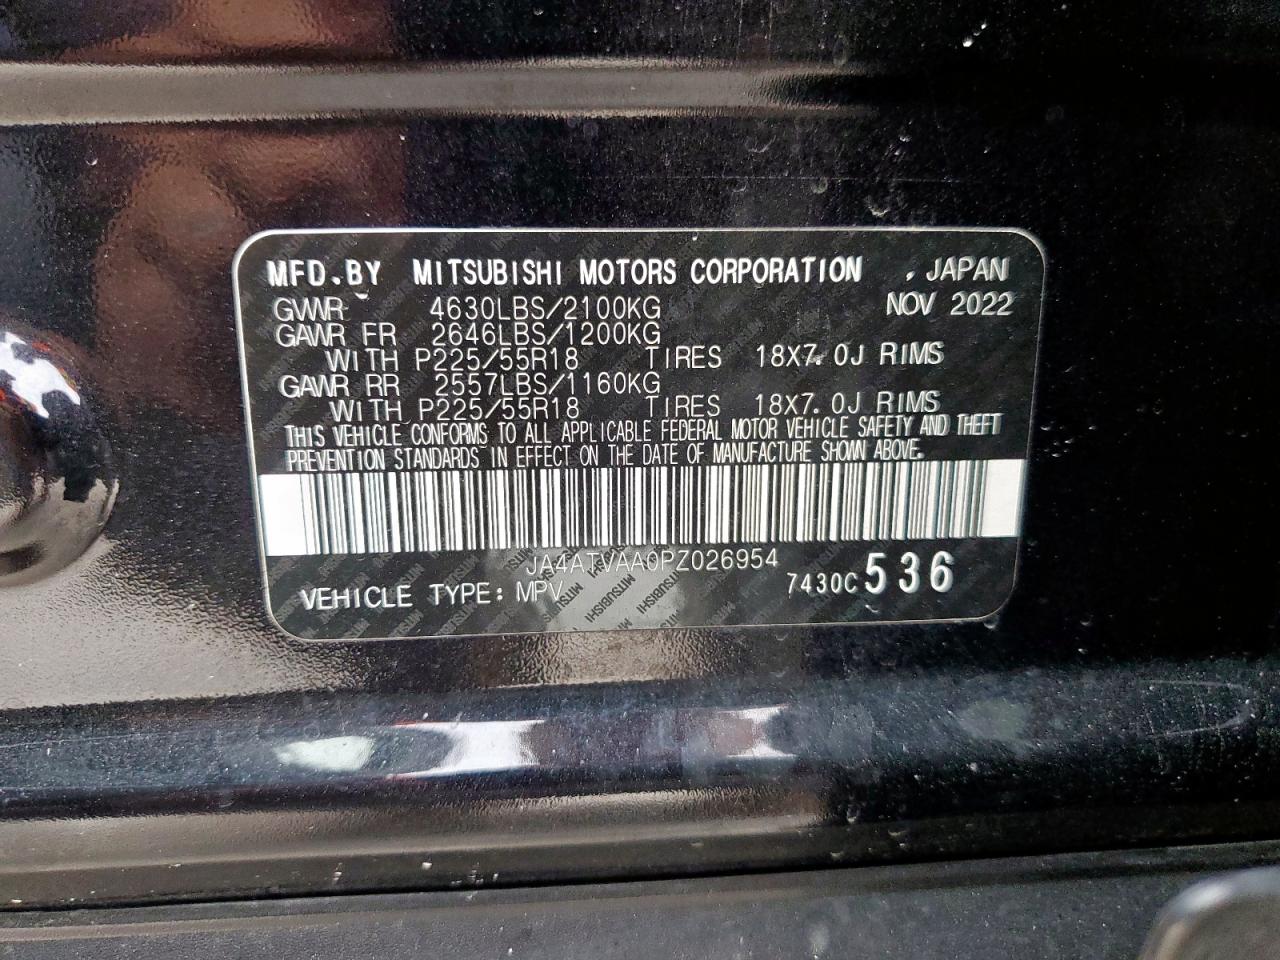 MFD. BY MITSUBISHI MOTORS CORPORATION , JAPAN
GVWR 4630LBS/2100KG NOV 2022
GAWR FR 2646LBS/1200KG
WITH P225/55R18 TIRES 18X7.0J RIMS
GAWR RR 2557LBS/1160KG
WITH P225/55R18 TIRES 18X7.0J RIMS
THIS VEHICLE CONFORMS TO ALL APPLICABLE FEDERAL MOTOR VEHICLE SAFETY AND THEFT
PREVENTION STANDARDS IN EFFECT ON THE DATE OF MANUFACTURE SHOWN ABOVE.
JA4ATVAA0PZ026954
VEHICLE TYPE: MPV 7430C 536